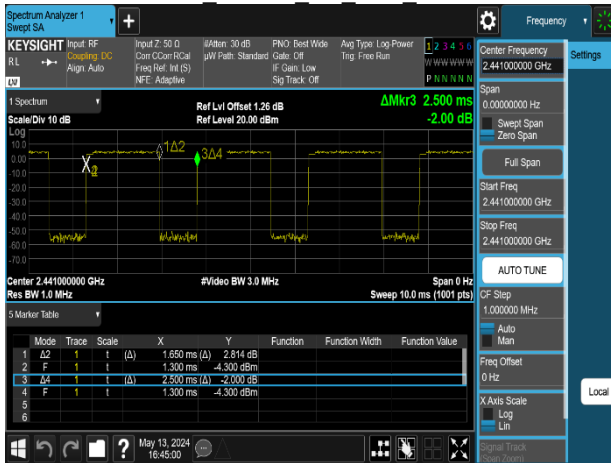 Spectrum Analyzer 1
Swept SA
Frequency
KEYSIGHT Input: RF
RL Coupling: DC
Align: Auto
Input Z: 50 Ω
Corr CCorr RCal
Freq Ref: Int (S)
NFE: Adaptive
#Atten: 30 dB
µW Path: Standard
PNO: Best Wide
Gate: Off
IF Gain: Low
Sig Track: Off
Avg Type: Log-Power
Trig: Free Run
1 2 3 4 5 6
W W W W W W
P N N N N N
LXI
1 Spectrum
Scale/Div 10 dB
Ref Lvl Offset 1.26 dB
Ref Level 20.00 dBm
ΔMkr3 2.500 ms
-2.00 dB
Log
10.0
0.00
-10.0
-20.0
-30.0
-40.0
-50.0
-60.0
-70.0
1Δ2
3Δ4
Center 2.441000000 GHz
Res BW 1.0 MHz
#Video BW 3.0 MHz
Span 0 Hz
Sweep 10.0 ms (1001 pts)
5 Marker Table
Mode Trace Scale X Y Function Function Width Function Value
1 Δ2 1 t (Δ) 1.650 ms (Δ) 2.814 dB
2 F 1 t 1.300 ms -4.300 dBm
3 Δ4 1 t (Δ) 2.500 ms (Δ) -2.000 dB
4 F 1 t 1.300 ms -4.300 dBm
5
6
?
May 13, 2024
16:45:00
Center Frequency
2.441000000 GHz
Span
0.00000000 Hz
Swept Span
Zero Span
Full Span
Start Freq
2.441000000 GHz
Stop Freq
2.441000000 GHz
AUTO TUNE
CF Step
1.000000 MHz
Auto
Man
Freq Offset
0 Hz
X Axis Scale
Log
Lin
Signal Track
(Span Zoom)
Settings
Local